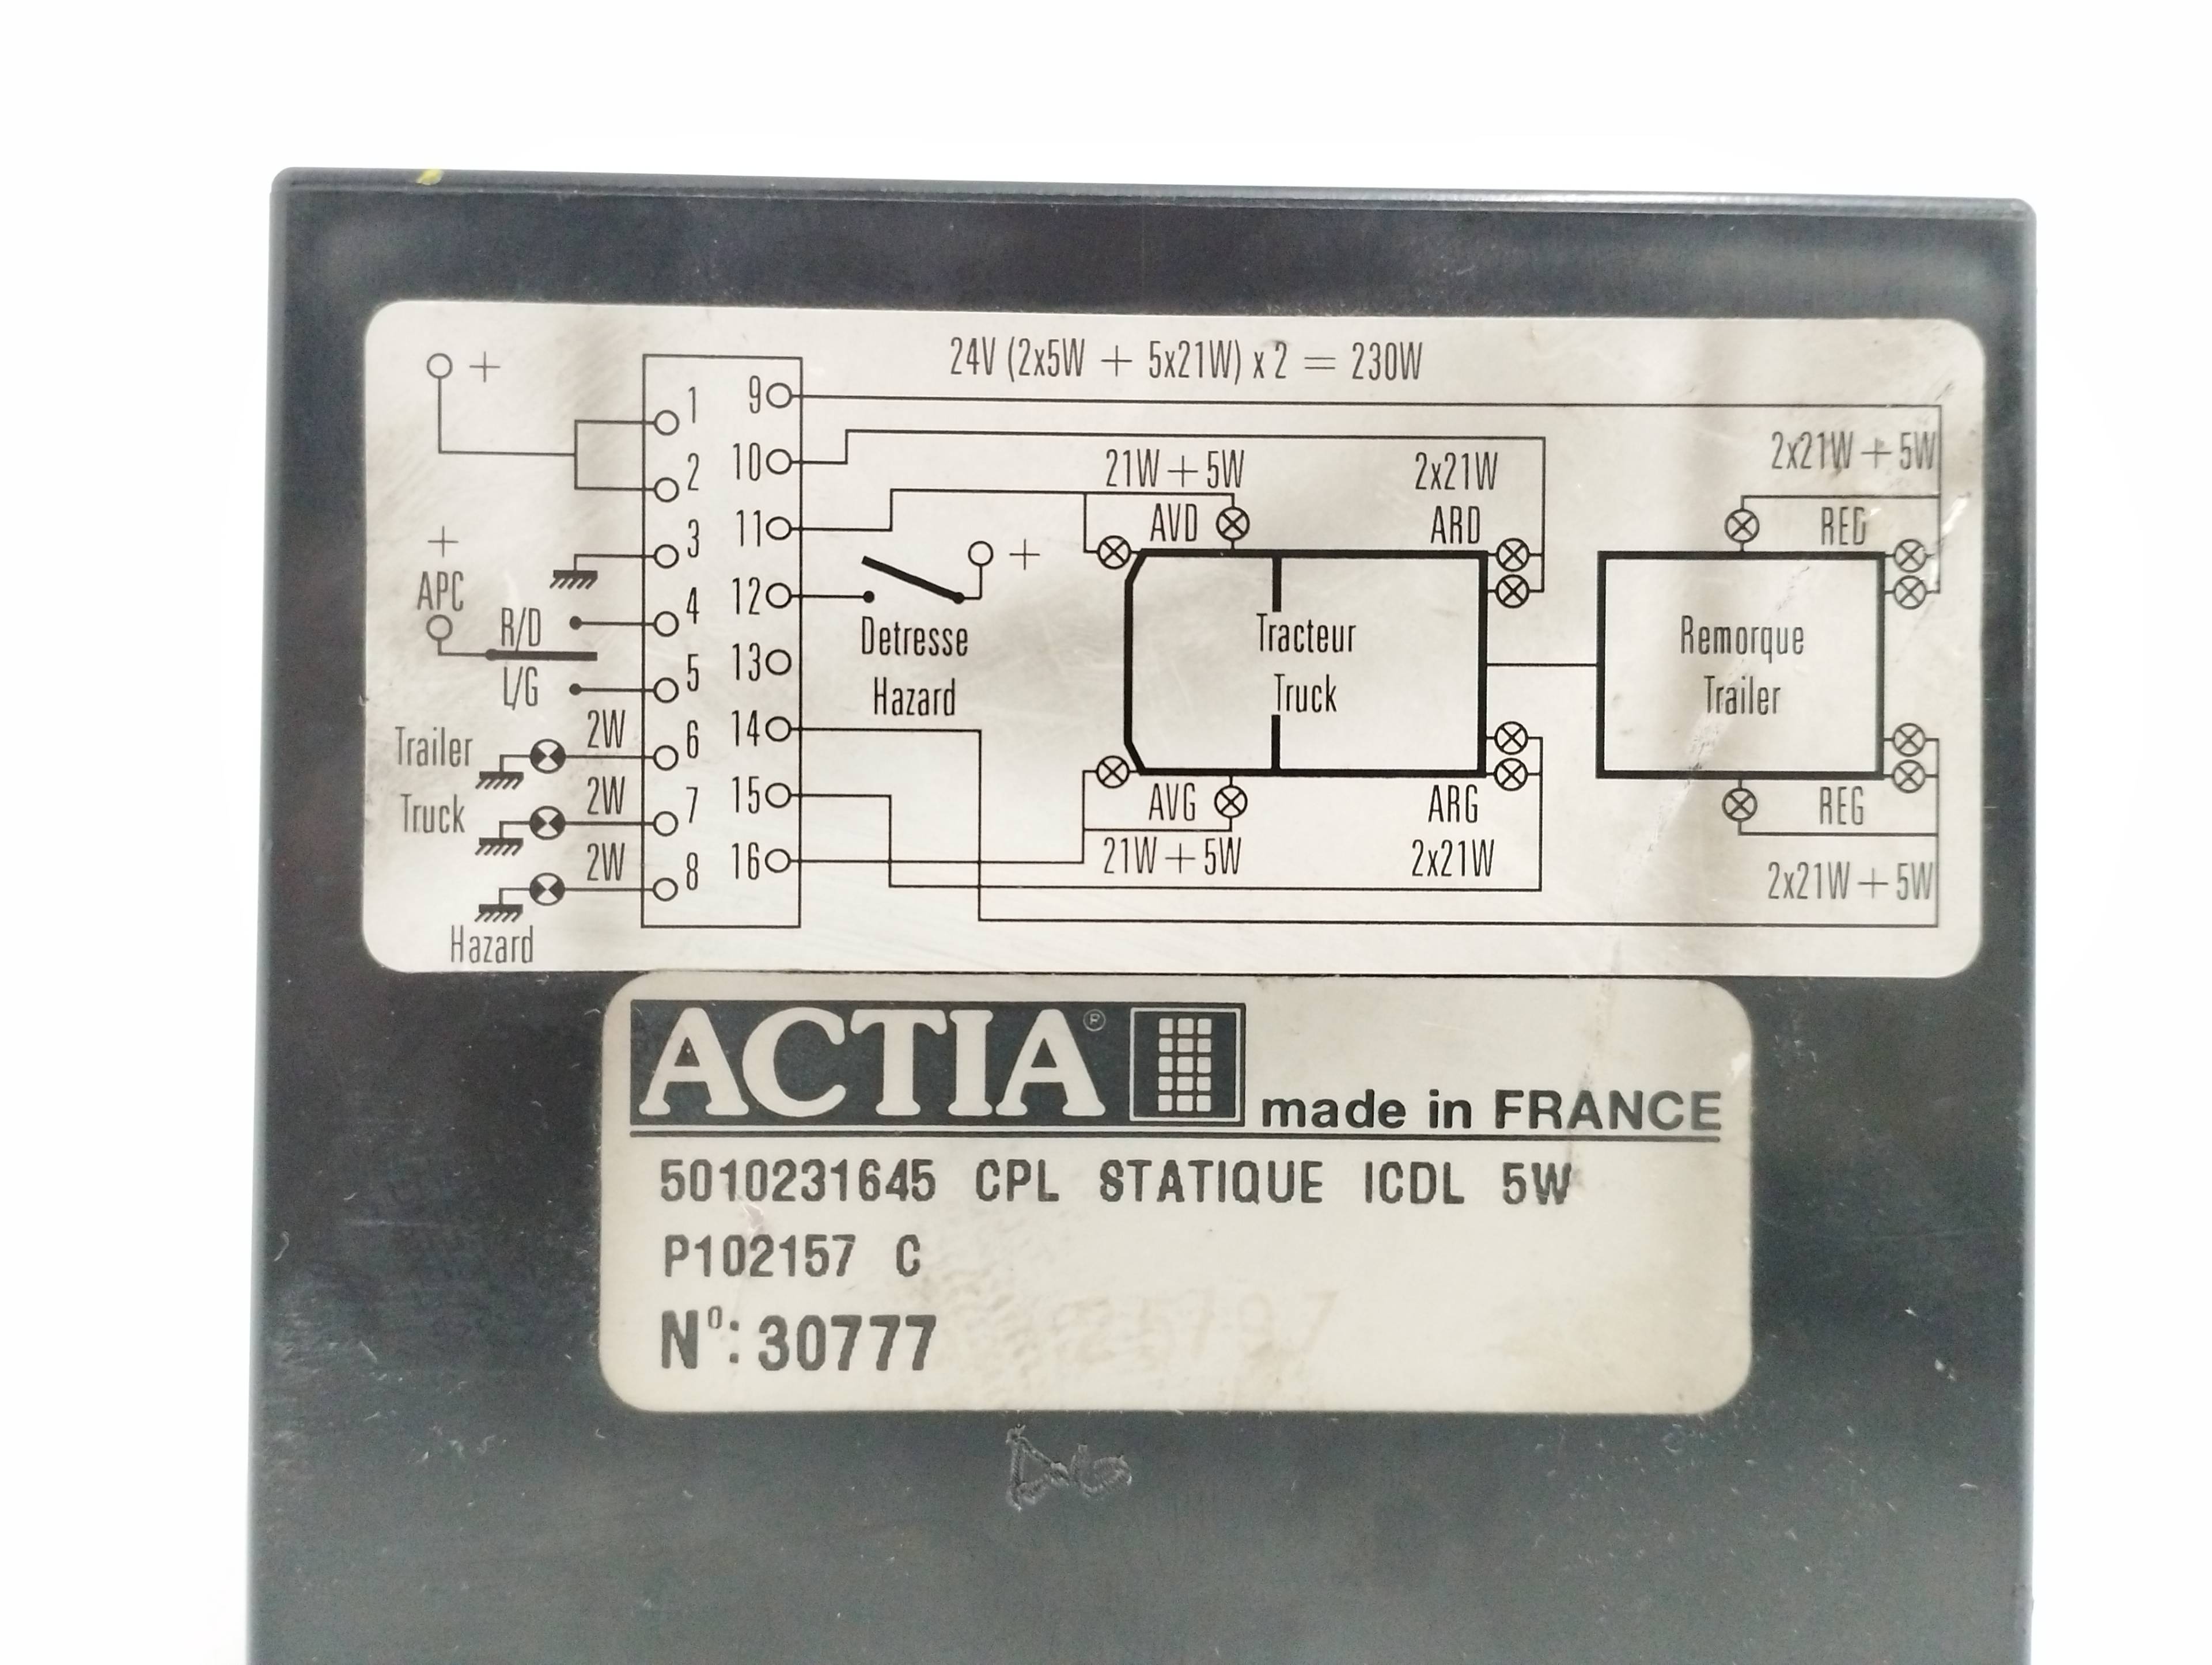 24V (2x5W + 5x21W) x 2 = 230W
+
1
2
3
4
5
6
7
8
9
10
11
12
13
14
15
16
+
APC
R/D
L/G
Trailer 2W
Truck 2W
2W
Hazard
+
Detresse
Hazard
21W + 5W
AVD
2x21W
ARD
2x21W + 5W
RED
Tracteur
Truck
Remorque
Trailer
AVG
21W + 5W
ARG
2x21W
REG
2x21W + 5W
ACTIA® made in FRANCE
5010231645 CPL STATIQUE ICDL 5W
P102157 C
Nº: 30777